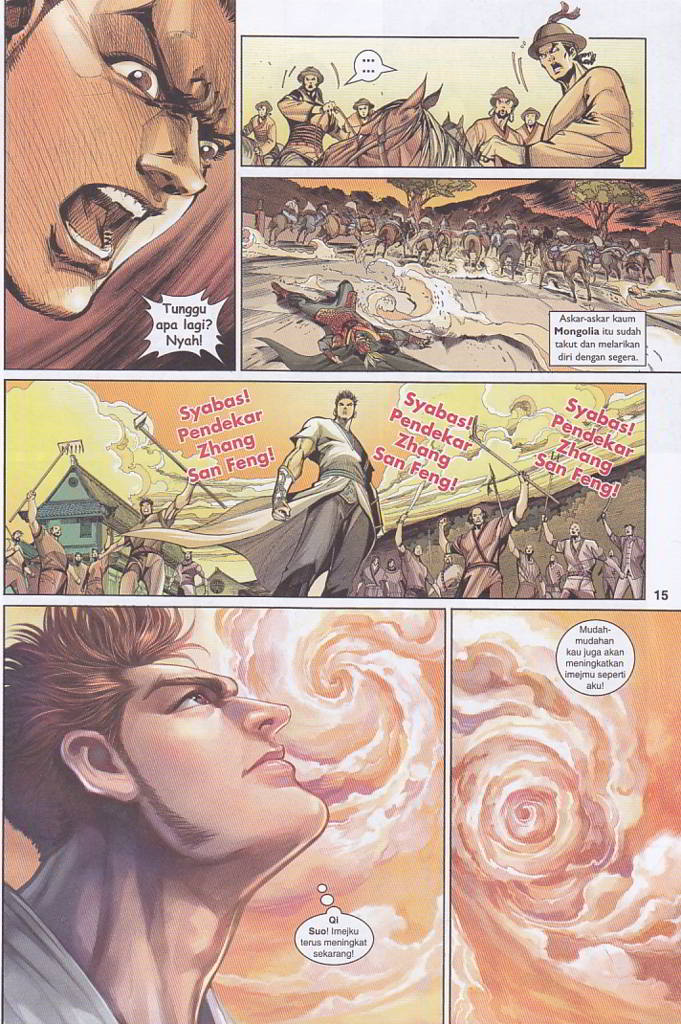 Tunggu
apa lagi?
Nyah!
...
...
Askar-askar kaum
Mongolia itu sudah
takut dan melarikan
diri dengan segera.
Syabas!
Pendekar
Zhang
San Feng!
Syabas!
Pendekar
Zhang
San Feng!
Syabas!
Pendekar
Zhang
San Feng!
15
Qi
Suo! Imejku
terus meningkat
sekarang!
Mudah-
mudahan
kau juga akan
meningkatkan
imejmu seperti
aku!